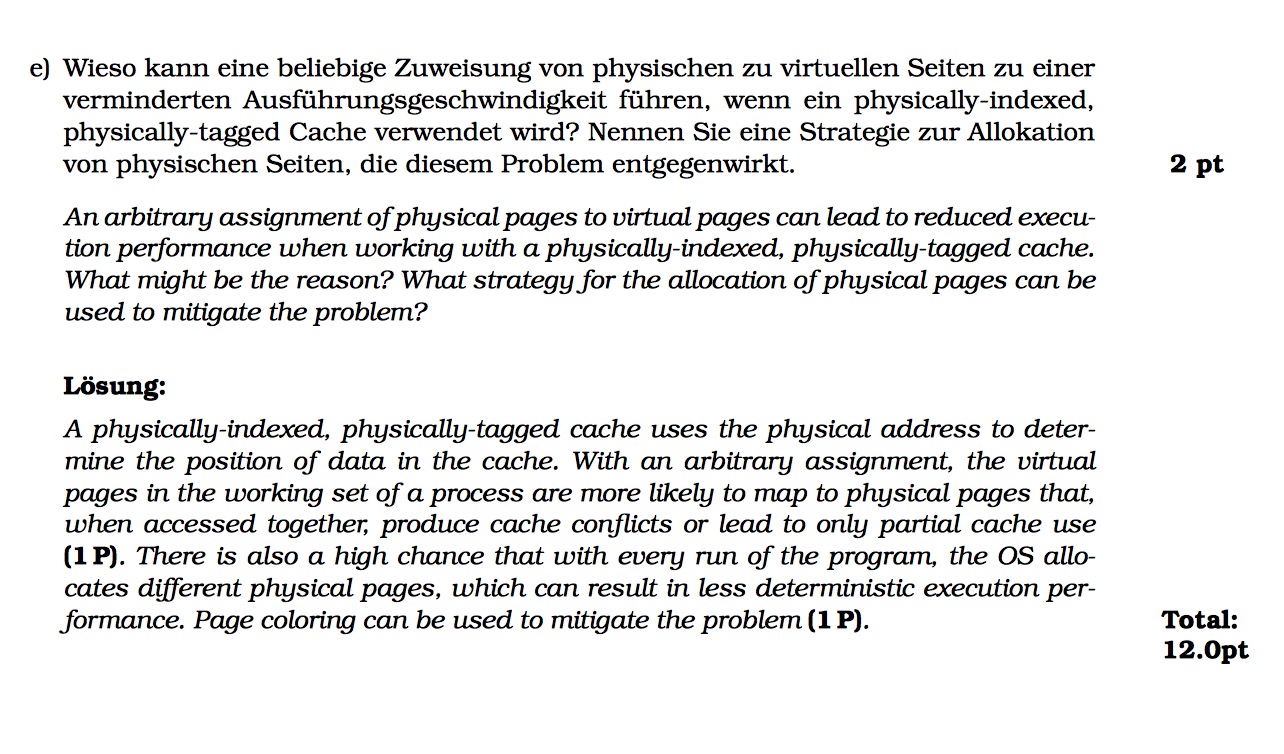 e) Wieso kann eine beliebige Zuweisung von physischen zu virtuellen Seiten zu einer
verminderten Ausführungsgeschwindigkeit führen, wenn ein physically-indexed,
physically-tagged Cache verwendet wird? Nennen Sie eine Strategie zur Allokation
von physischen Seiten, die diesem Problem entgegenwirkt. 2 pt
An arbitrary assignment of physical pages to virtual pages can lead to reduced execu-
tion performance when working with a physically-indexed, physically-tagged cache.
What might be the reason? What strategy for the allocation of physical pages can be
used to mitigate the problem?
Lösung:
A physically-indexed, physically-tagged cache uses the physical address to deter-
mine the position of data in the cache. With an arbitrary assignment, the virtual
pages in the working set of a process are more likely to map to physical pages that,
when accessed together, produce cache conflicts or lead to only partial cache use
(1 P). There is also a high chance that with every run of the program, the OS allo-
cates different physical pages, which can result in less deterministic execution per-
formance. Page coloring can be used to mitigate the problem (1 P). Total:
12.0pt